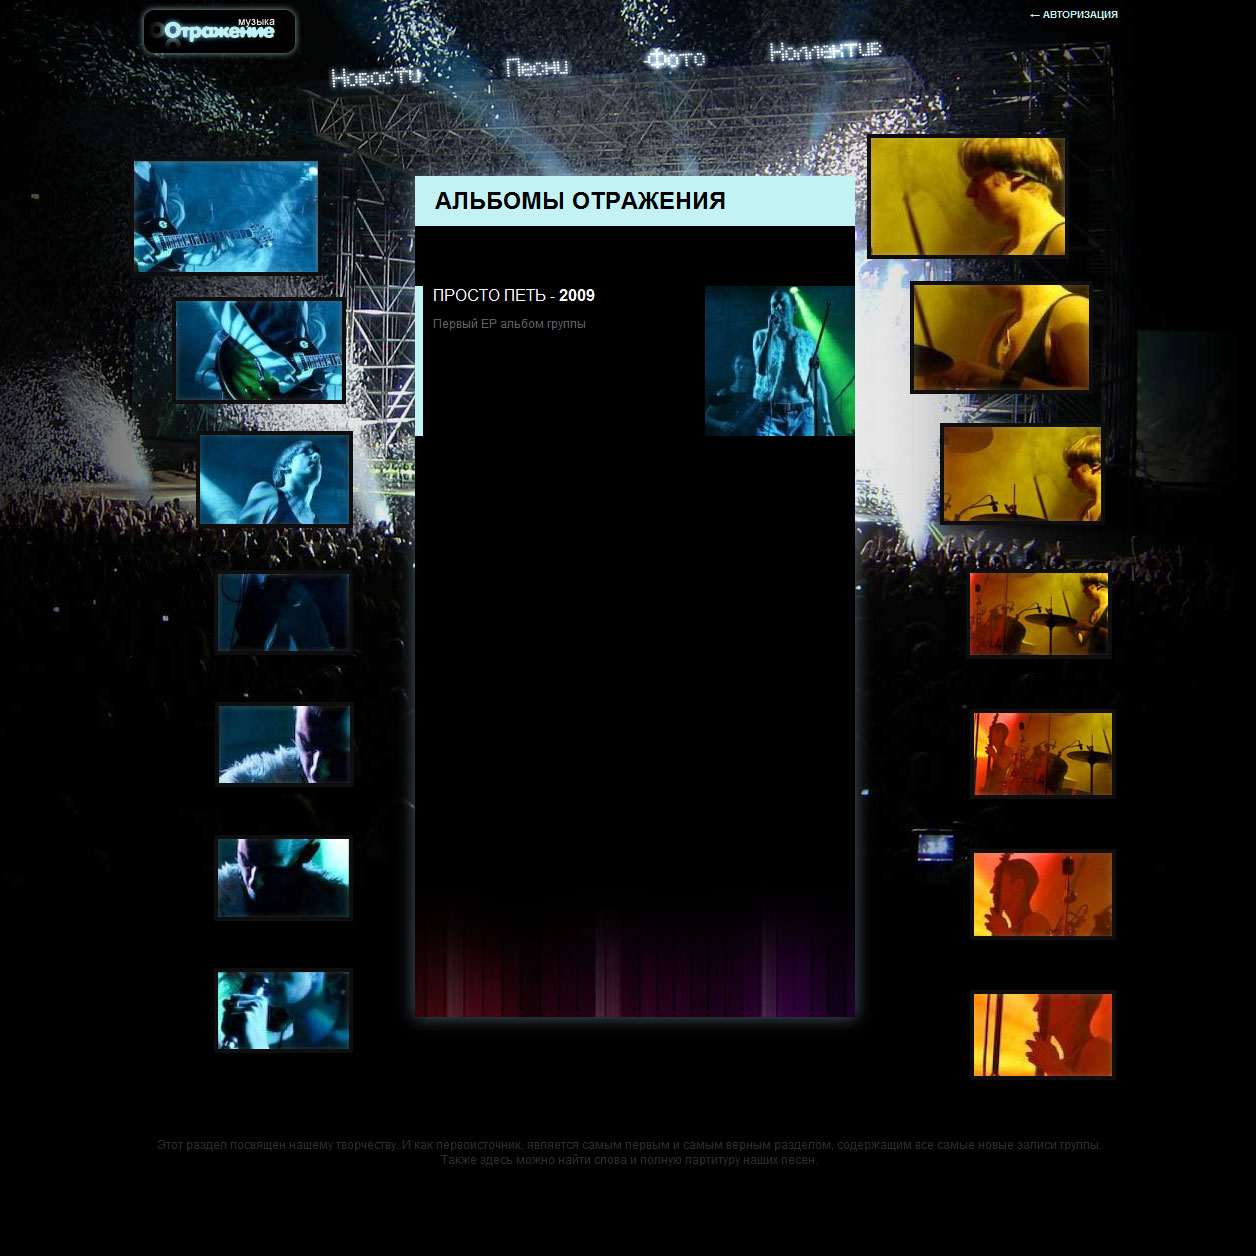 музыка
Отражение
← АВТОРИЗАЦИЯ
Новости
Песни
Фото
Коллектив
АЛЬБОМЫ ОТРАЖЕНИЯ
ПРОСТО ПЕТЬ - 2009
Первый EP альбом группы
Этот раздел посвящен нашему творчеству. И как первоисточник, является самым первым и самым верным разделом, содержащим все самые новые записи группы.
Также здесь можно найти слова и полную партитуру наших песен.